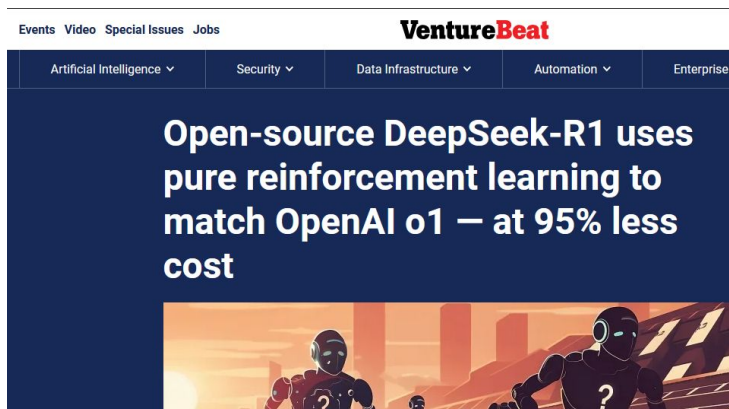 Events Video Special Issues Jobs
VentureBeat
Artificial Intelligence
Security
Data Infrastructure
Automation
Enterprise
Open-source DeepSeek-R1 uses
pure reinforcement learning to
match OpenAI o1 — at 95% less
cost
?
?